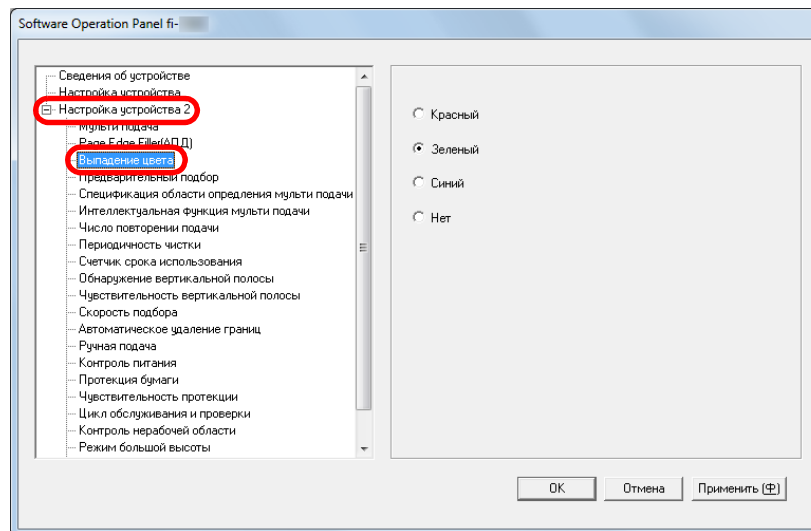 Software Operation Panel fi-
Сведения об устройстве
Настройка устройства
Настройка устройства 2
Мульти подача
Page Edge Filler(АПД)
Выпадение цвета
Предварительный подбор
Спецификация области опредления мульти подачи
Интеллектуальная функция мульти подачи
Число повторении подачи
Периодичность чистки
Счетчик срока использования
Обнаружение вертикальной полосы
Чувствительность вертикальной полосы
Скорость подбора
Автоматическое удаление границ
Ручная подача
Контроль питания
Протекция бумаги
Чувствительность протекции
Цикл обслуживания и проверки
Контроль нерабочей области
Режим большой высоты
Красный
Зеленый
Синий
Нет
OK Отмена Применить (Ф)